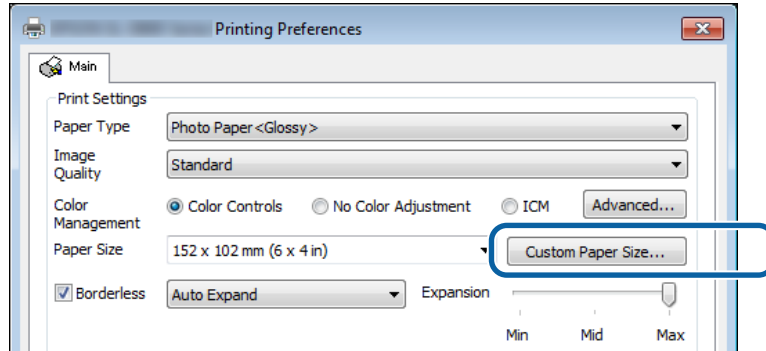 Printing Preferences
Main
Print Settings
Paper Type Photo Paper<Glossy>
Image
Quality Standard
Color
Management Color Controls No Color Adjustment ICM Advanced...
Paper Size 152 x 102 mm (6 x 4 in) Custom Paper Size...
Borderless Auto Expand Expansion
Min Mid Max